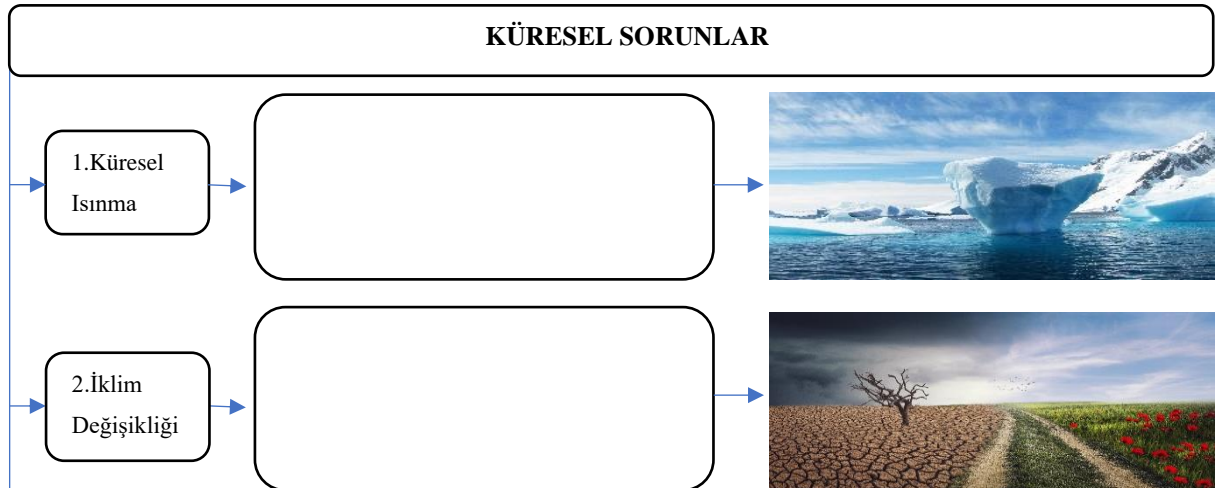 KÜRESEL SORUNLAR
1.Küresel
Isınma
2.İklim
Değişikliği